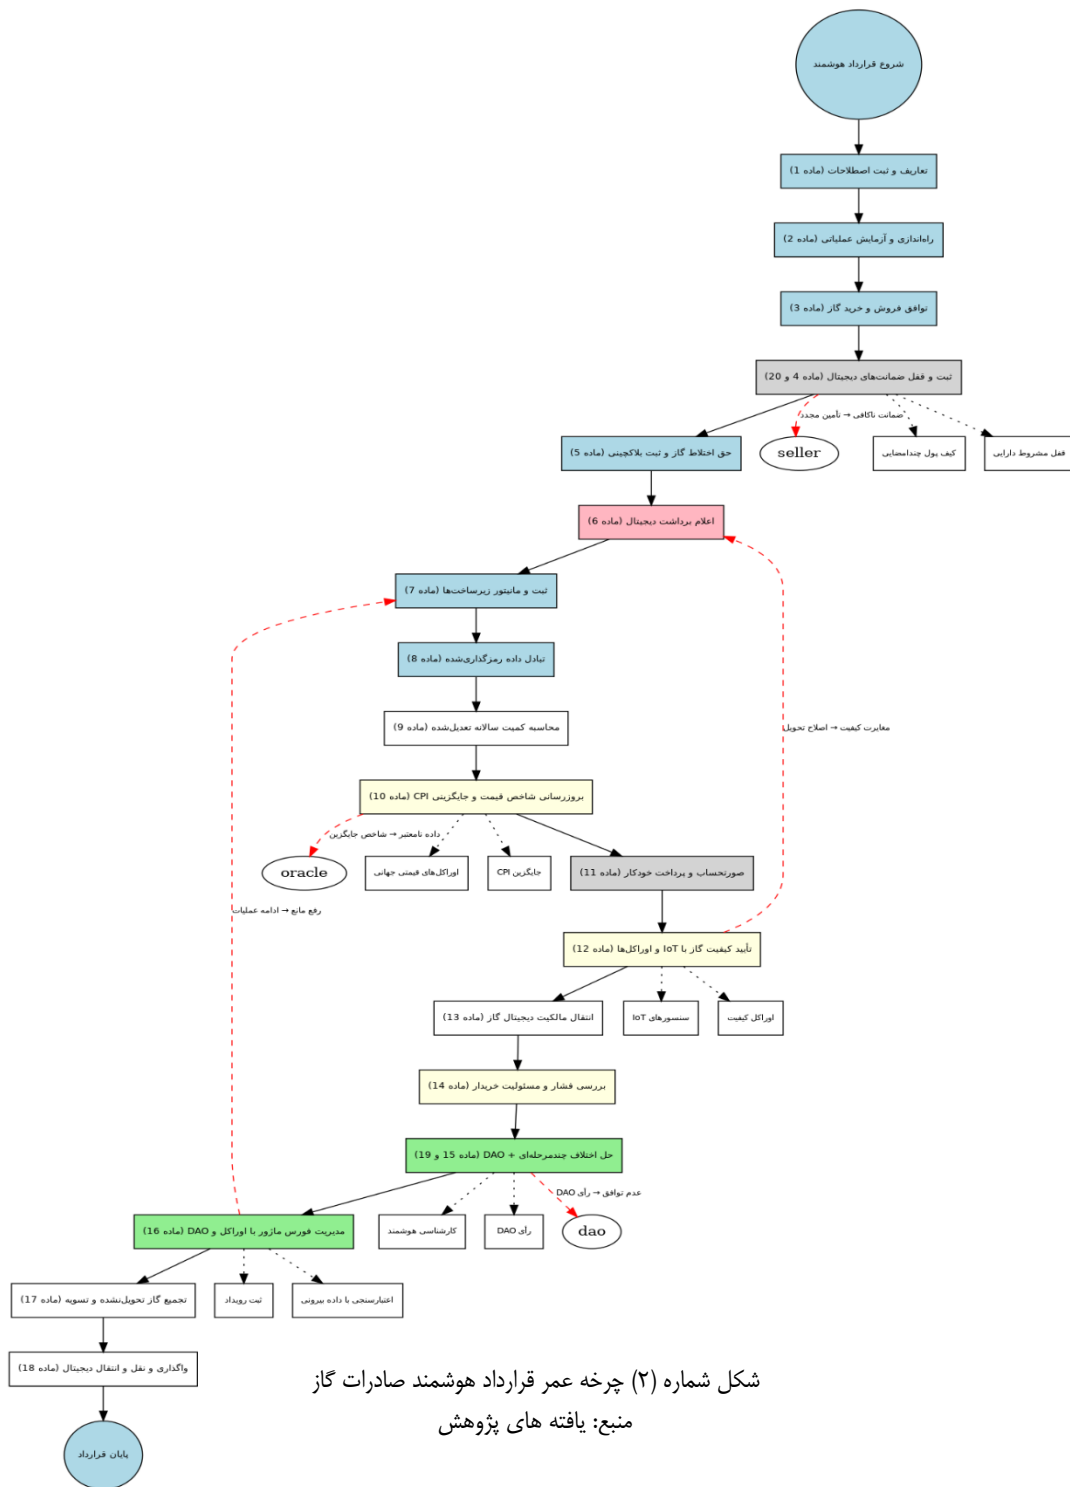 شروع قرارداد هوشمند
تعاریف و ثبت اصطلاحات (ماده 1)
راه‌اندازی و آزمایش عملیاتی (ماده 2)
توافق فروش و خرید گاز (ماده 3)
ثبت و قفل ضمانت‌های دیجیتال (ماده 4 و 20)
ضمانت ناکافی → تأمین مجدد
قفل مشروط دارایی
کیف پول چندامضایی
seller
حق اختلاط گاز و ثبت بلاکچینی (ماده 5)
اعلام برداشت دیجیتال (ماده 6)
ثبت و مانیتور زیرساخت‌ها (ماده 7)
تبادل داده رمزگذاری‌شده (ماده 8)
محاسبه کمیت سالانه تعدیل‌شده (ماده 9)
مغایرت کیفیت → اصلاح تحویل
بروزرسانی شاخص قیمت و جایگزینی CPI (ماده 10)
داده نامعتبر → شاخص جایگزین
صورتحساب و پرداخت خودکار (ماده 11)
جایگزین CPI
اوراکل‌های قیمتی جهانی
oracle
رفع مانع → ادامه عملیات
تأیید کیفیت گاز با IoT و اوراکل‌ها (ماده 12)
اوراکل کیفیت
سنسورهای IoT
انتقال مالکیت دیجیتال گاز (ماده 13)
بررسی فشار و مسئولیت خریدار (ماده 14)
حل اختلاف چندمرحله‌ای + DAO (ماده 15 و 19)
عدم توافق → رأی DAO
dao
رأی DAO
کارشناسی هوشمند
مدیریت فورس ماژور با اوراکل و DAO (ماده 16)
اعتبارسنجی با داده بیرونی
ثبت رویداد
تجمیع گاز تحویل‌نشده و تسویه (ماده 17)
واگذاری و نقل و انتقال دیجیتال (ماده 18)
پایان قرارداد
شکل شماره (۲) چرخه عمر قرارداد هوشمند صادرات گاز
منبع: یافته های پژوهش